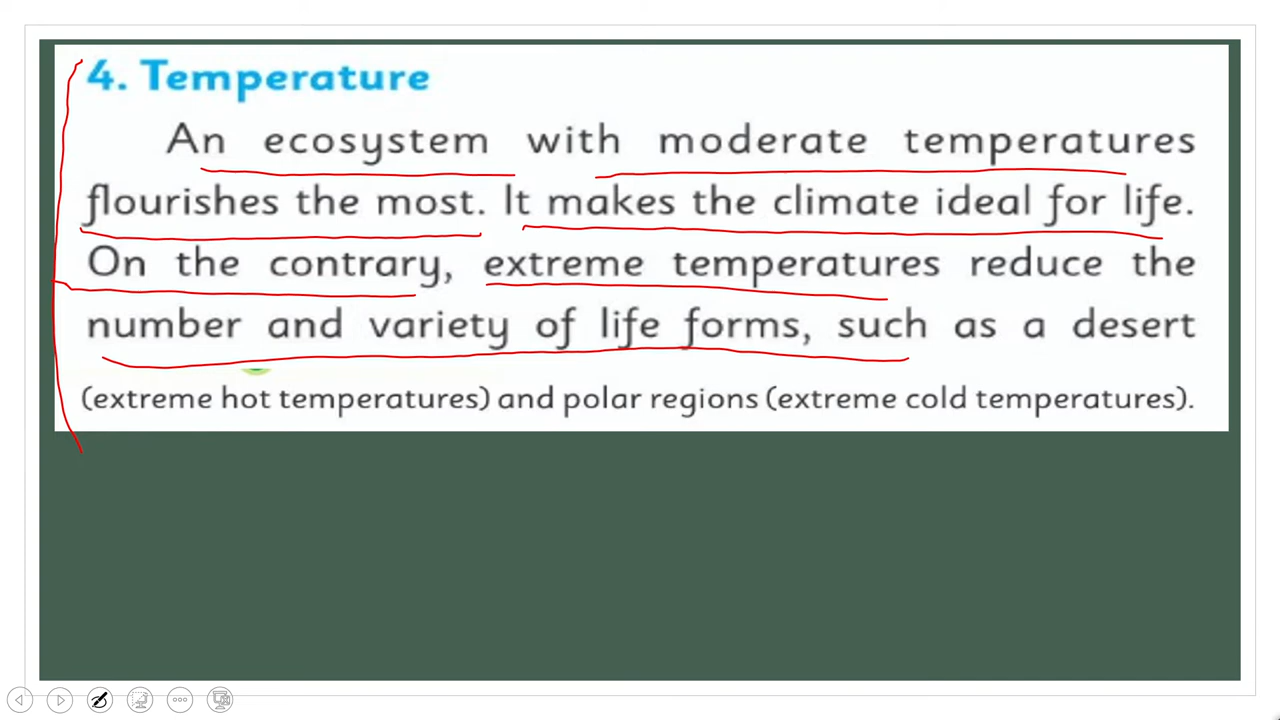 4. Temperature
An ecosystem with moderate temperatures
flourishes the most. It makes the climate ideal for life.
On the contrary, extreme temperatures reduce the
number and variety of life forms, such as a desert
(extreme hot temperatures) and polar regions (extreme cold temperatures).